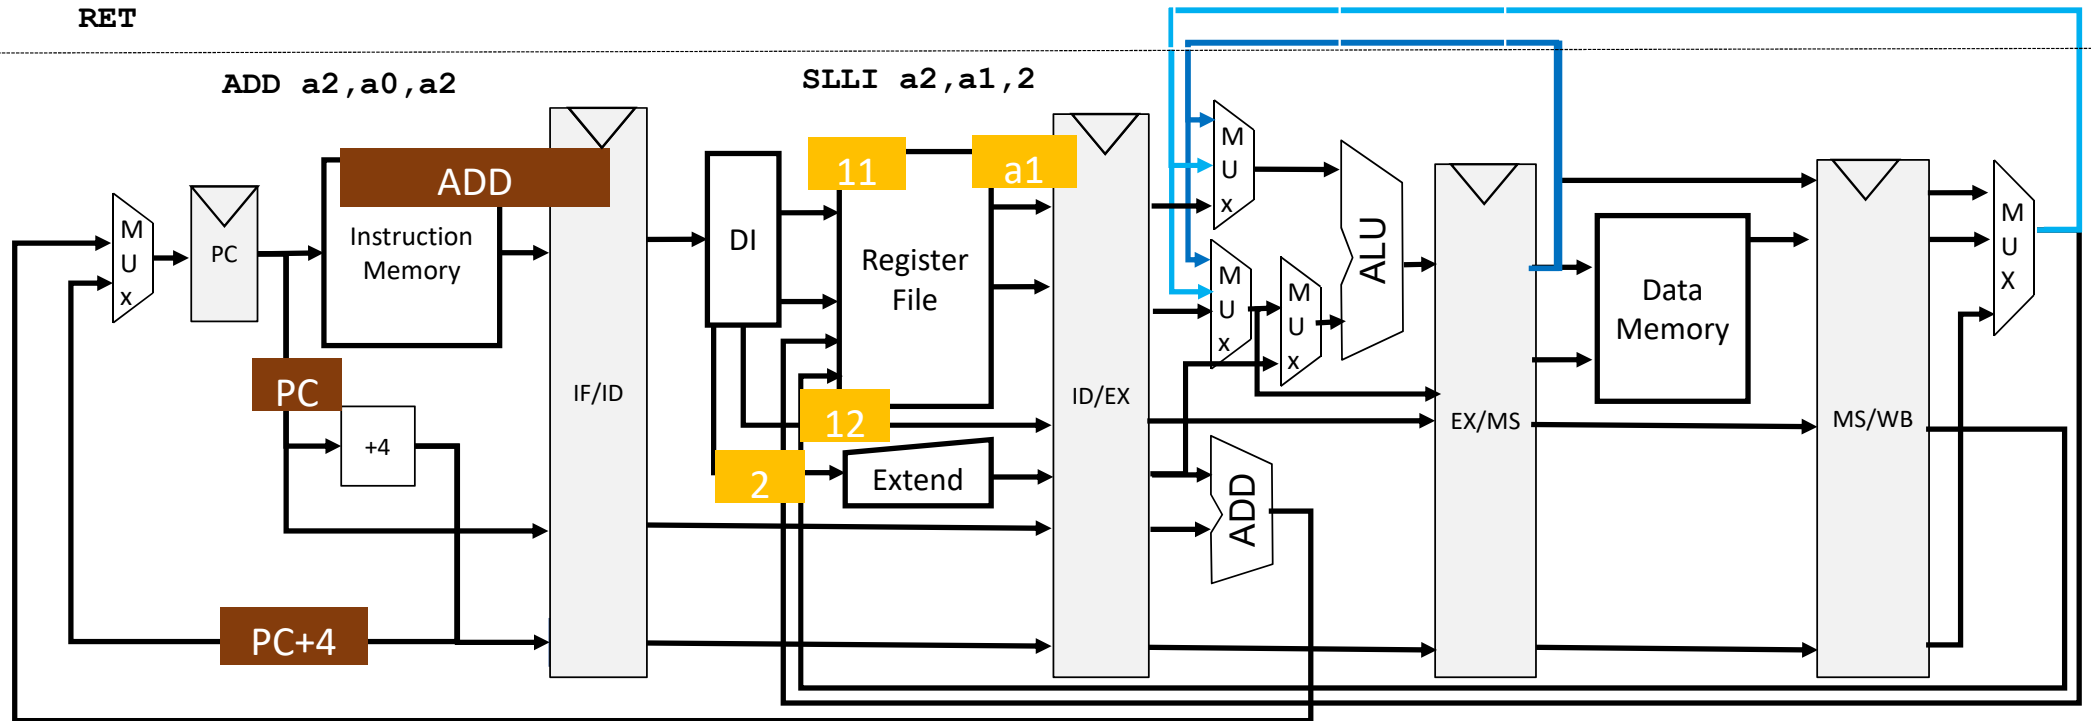 RET
ADD a2,a0,a2
SLLI a2,a1,2
ADD
11
a1
M
U
x
PC
Instruction
Memory
DI
Register
File
M
U
x
M
U
x
M
U
x
ALU
Data
Memory
M
U
X
PC
+4
IF/ID
12
ID/EX
EX/MS
MS/WB
2
Extend
ADD
PC+4